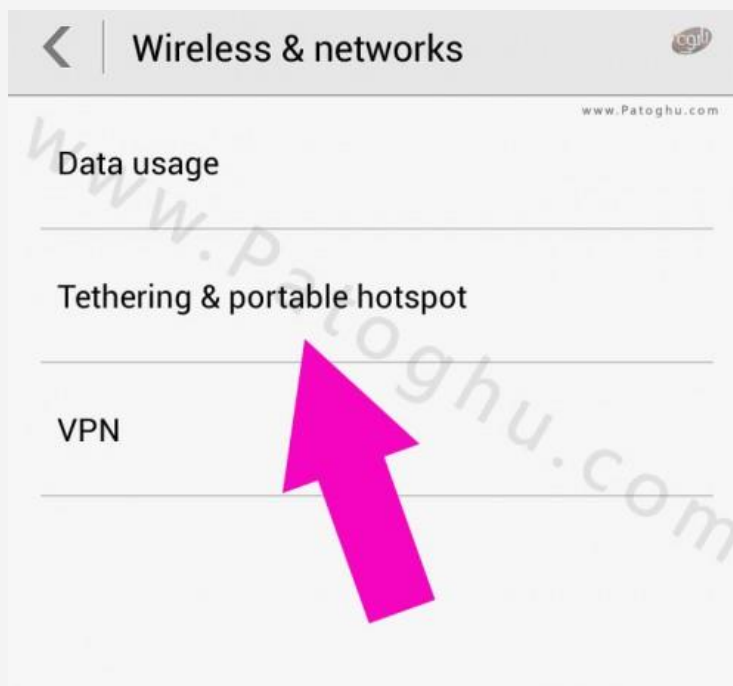 Wireless & networks
www.Patoghu.com
Data usage
www.Patoghu.com
Tethering & portable hotspot
VPN